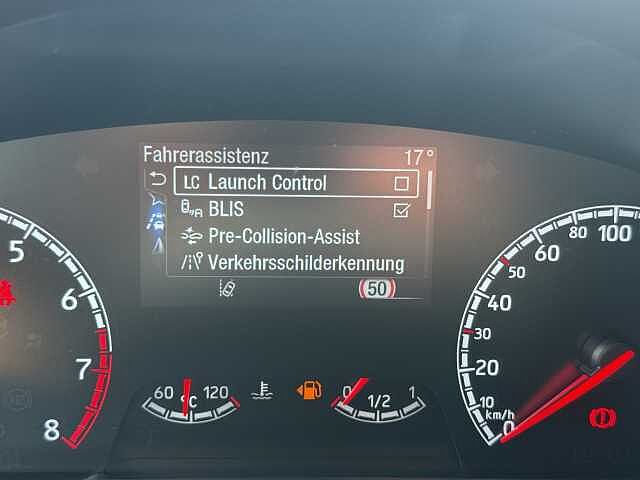 Fahrerassistenz 17°
LC Launch Control
BLIS
Pre-Collision-Assist
Verkehrsschilderkennung
50
5
6
7
8
60 120
°C
0 1/2 1
0
10
20
30
40
50
60
80
100
km/h